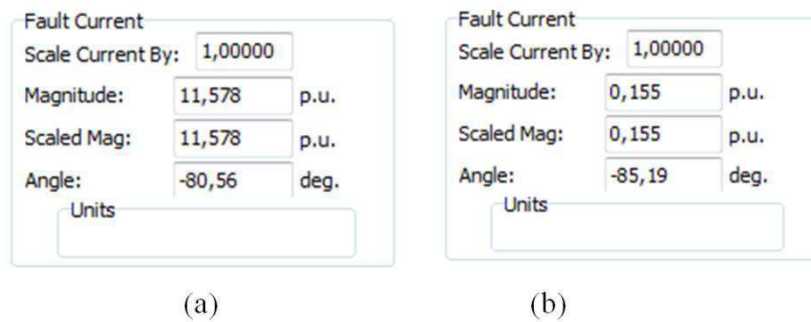 Fault Current
Scale Current By: 1,00000
Magnitude: 11,578 p.u.
Scaled Mag: 11,578 p.u.
Angle: -80,56 deg.
Units
(a)
Fault Current
Scale Current By: 1,00000
Magnitude: 0,155 p.u.
Scaled Mag: 0,155 p.u.
Angle: -85,19 deg.
Units
(b)